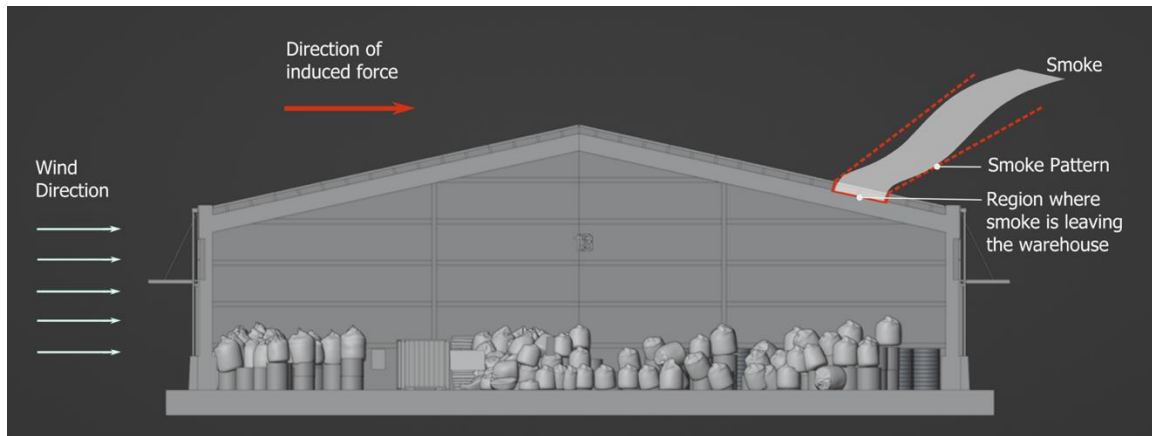 Direction of
induced force
Smoke
Wind
Direction
Smoke Pattern
Region where
smoke is leaving
the warehouse